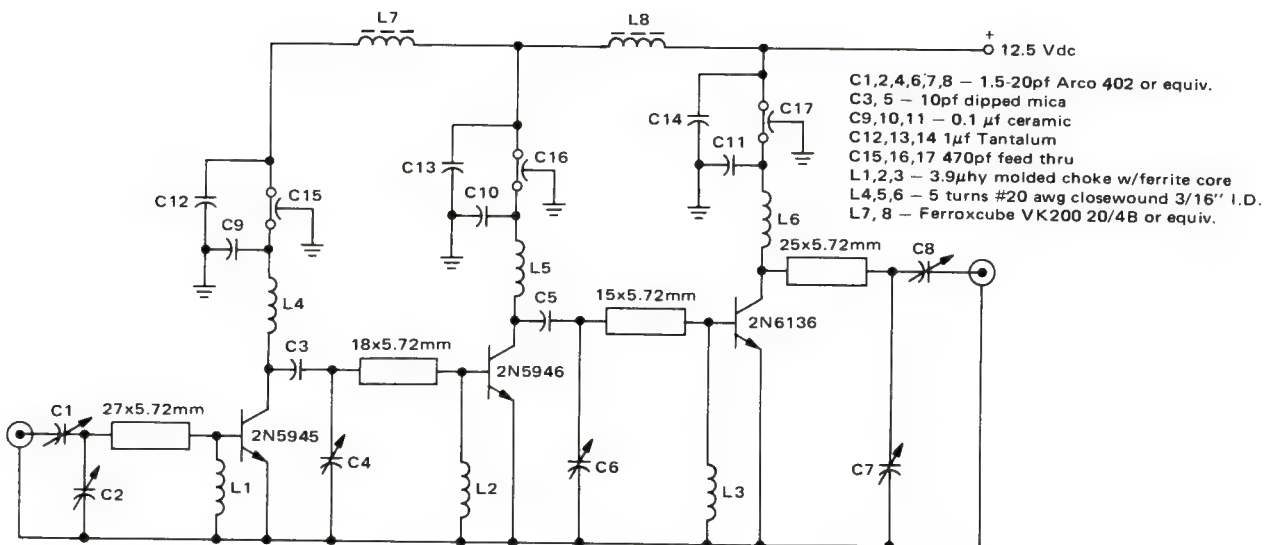 L7
L8
+
12.5 Vdc
C1,2,4,6,7,8 – 1.5-20pf Arco 402 or equiv.
C3, 5 – 10pf dipped mica
C9,10,11 – 0.1 µf ceramic
C12,13,14 1µf Tantalum
C15,16,17 470pf feed thru
L1,2,3 – 3.9µhy molded choke w/ferrite core
L4,5,6 – 5 turns #20 awg closewound 3/16" I.D.
L7, 8 – Ferroxcube VK200 20/4B or equiv.
C14
C17
C11
C13
C16
C10
C12
C15
C9
L6
L5
L4
25x5.72mm
C8
C5
15x5.72mm
2N6136
C3
18x5.72mm
2N5946
C1
27x5.72mm
2N5945
C2
L1
C4
L2
C6
L3
C7